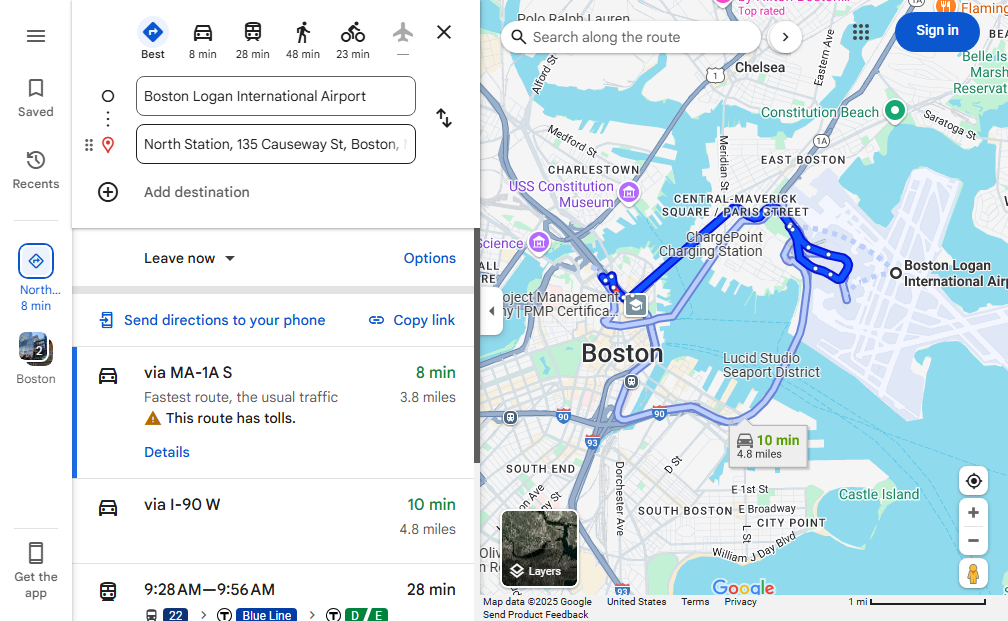 Best
8 min
28 min
48 min
23 min
—
Saved
Recents
North...
8 min
2
Boston
Get the
app
Boston Logan International Airport
North Station, 135 Causeway St, Boston,
Add destination
Leave now
Options
Send directions to your phone
Copy link
via MA-1A S
8 min
Fastest route, the usual traffic
3.8 miles
This route has tolls.
Details
via I-90 W
10 min
4.8 miles
9:28 AM—9:56 AM
28 min
22
T
Blue Line
T
D / E
Search along the route
Sign in
Polo Ralph Lauren
Top rated
Flaming
1A
Alford St
1
Chelsea
Eastern Ave
Belle Is
Marsh
Reservat
Constitution Beach
Saratoga St
Medford St
Meridian St
1A
EAST BOSTON
CHARLESTOWN
USS Constitution
Museum
CENTRAL-MAVERICK
SQUARE / PARIS STREET
Science
ChargePoint
Charging Station
Boston Logan
International Airp
oject Management
| PMP Certifica...
Boston
Lucid Studio
Seaport District
90
90
93
10 min
4.8 miles
SOUTH END
D St
Dorchester Ave
E 1st St
Castle Island
SOUTH BOSTON
E Broadway
CITY POINT
L St
William J Day Blvd
93
Layers
Google
Map data ©2025 Google
United States
Terms
Privacy
1 mi
Send Product Feedback